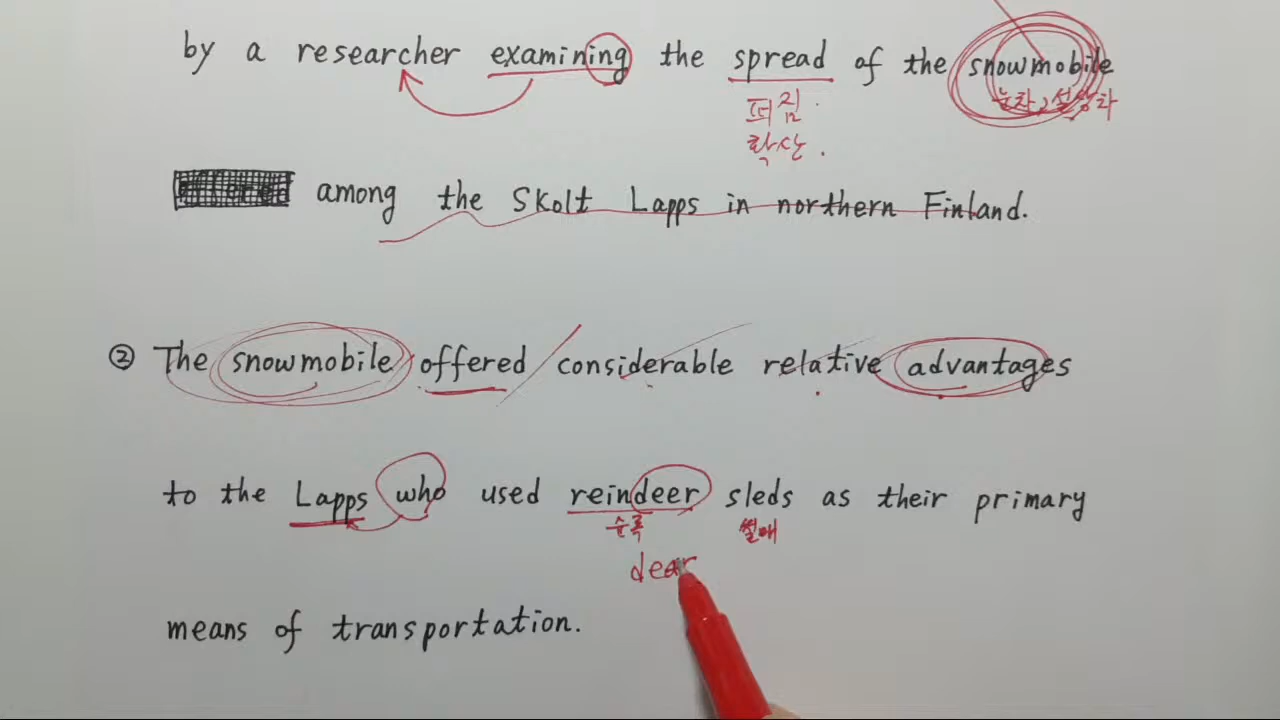 by a researcher examining the spread of the snowmobile
퍼짐.
눈차, 설상차
확산.
among the Skolt Lapps in northern Finland.
② The snowmobile offered considerable relative advantages
to the Lapps who used reindeer sleds as their primary
순록
썰매
dear
means of transportation.